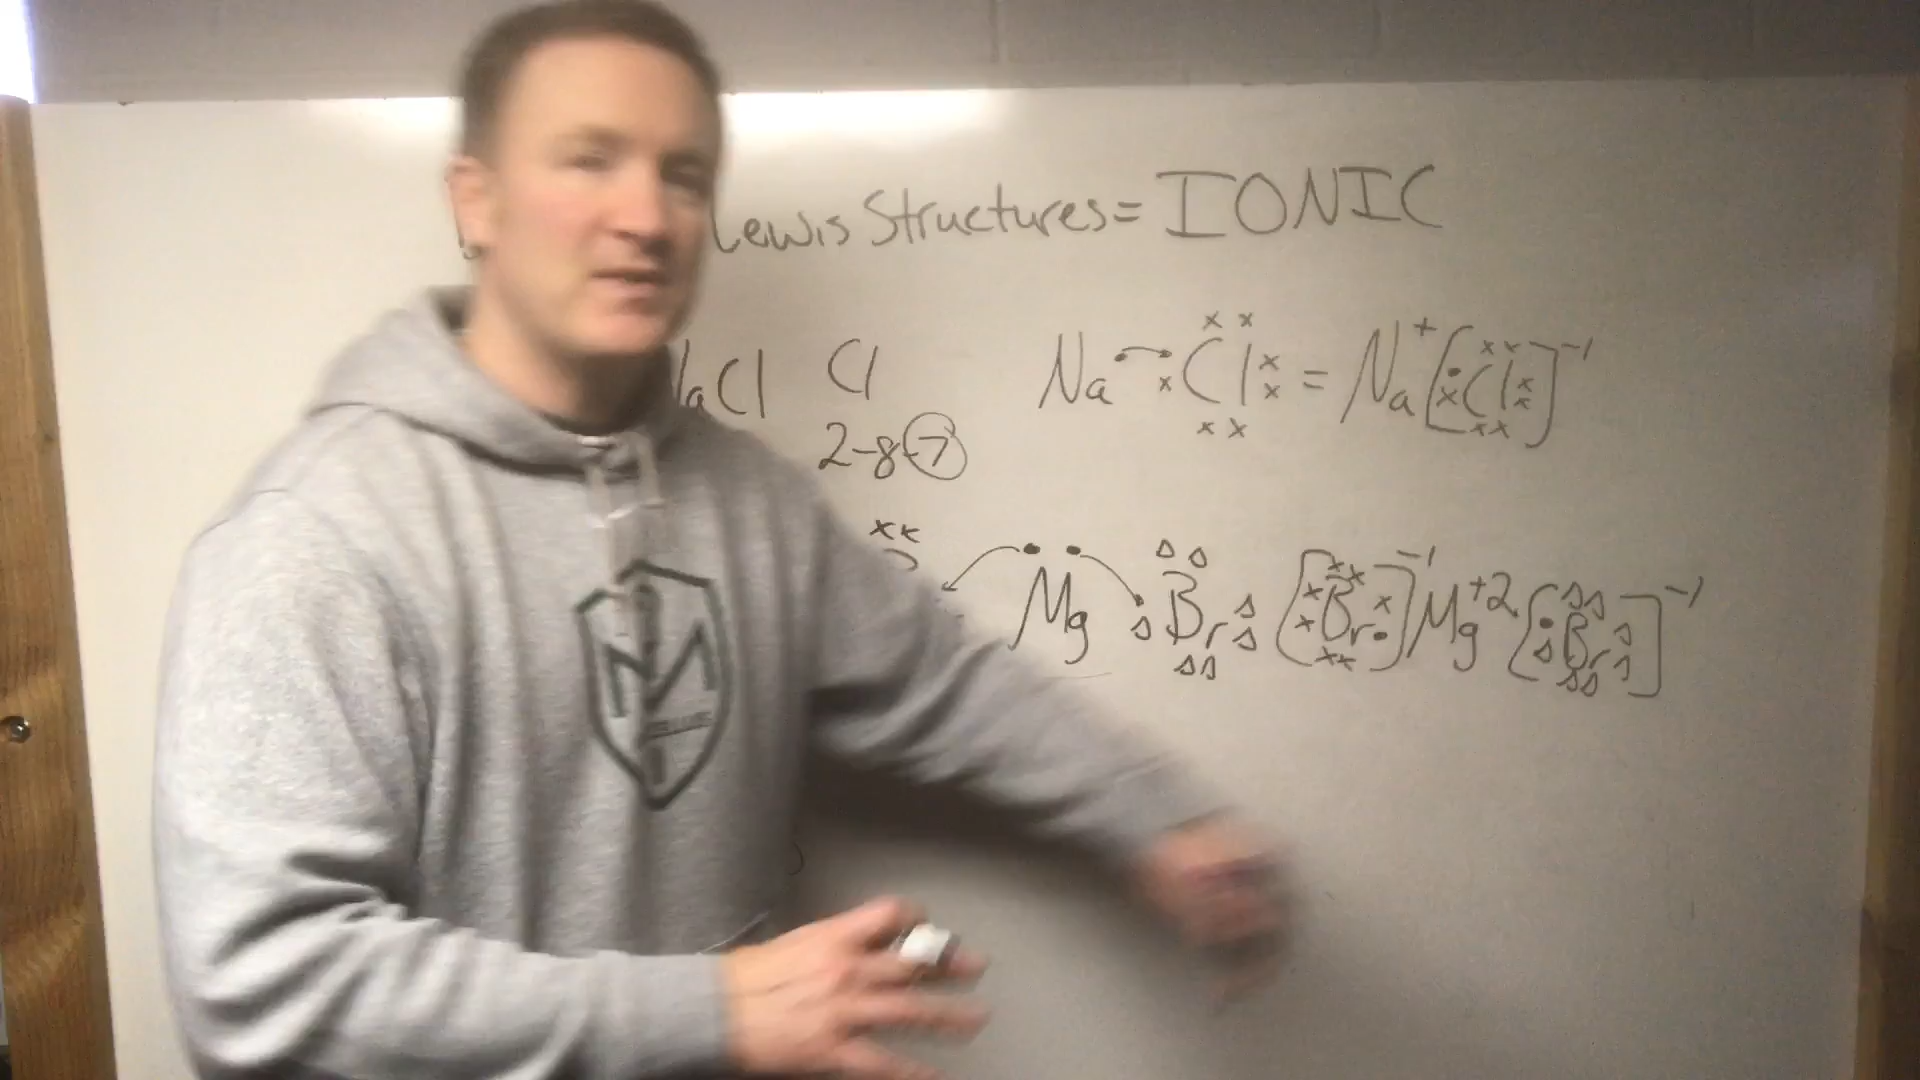 Lewis Structures = IONIC
NaCl Cl Na Cl = Na⁺ [Cl]⁻¹
2-8-7
Mg Br [Br]⁻¹ Mg⁺² [Br]⁻¹